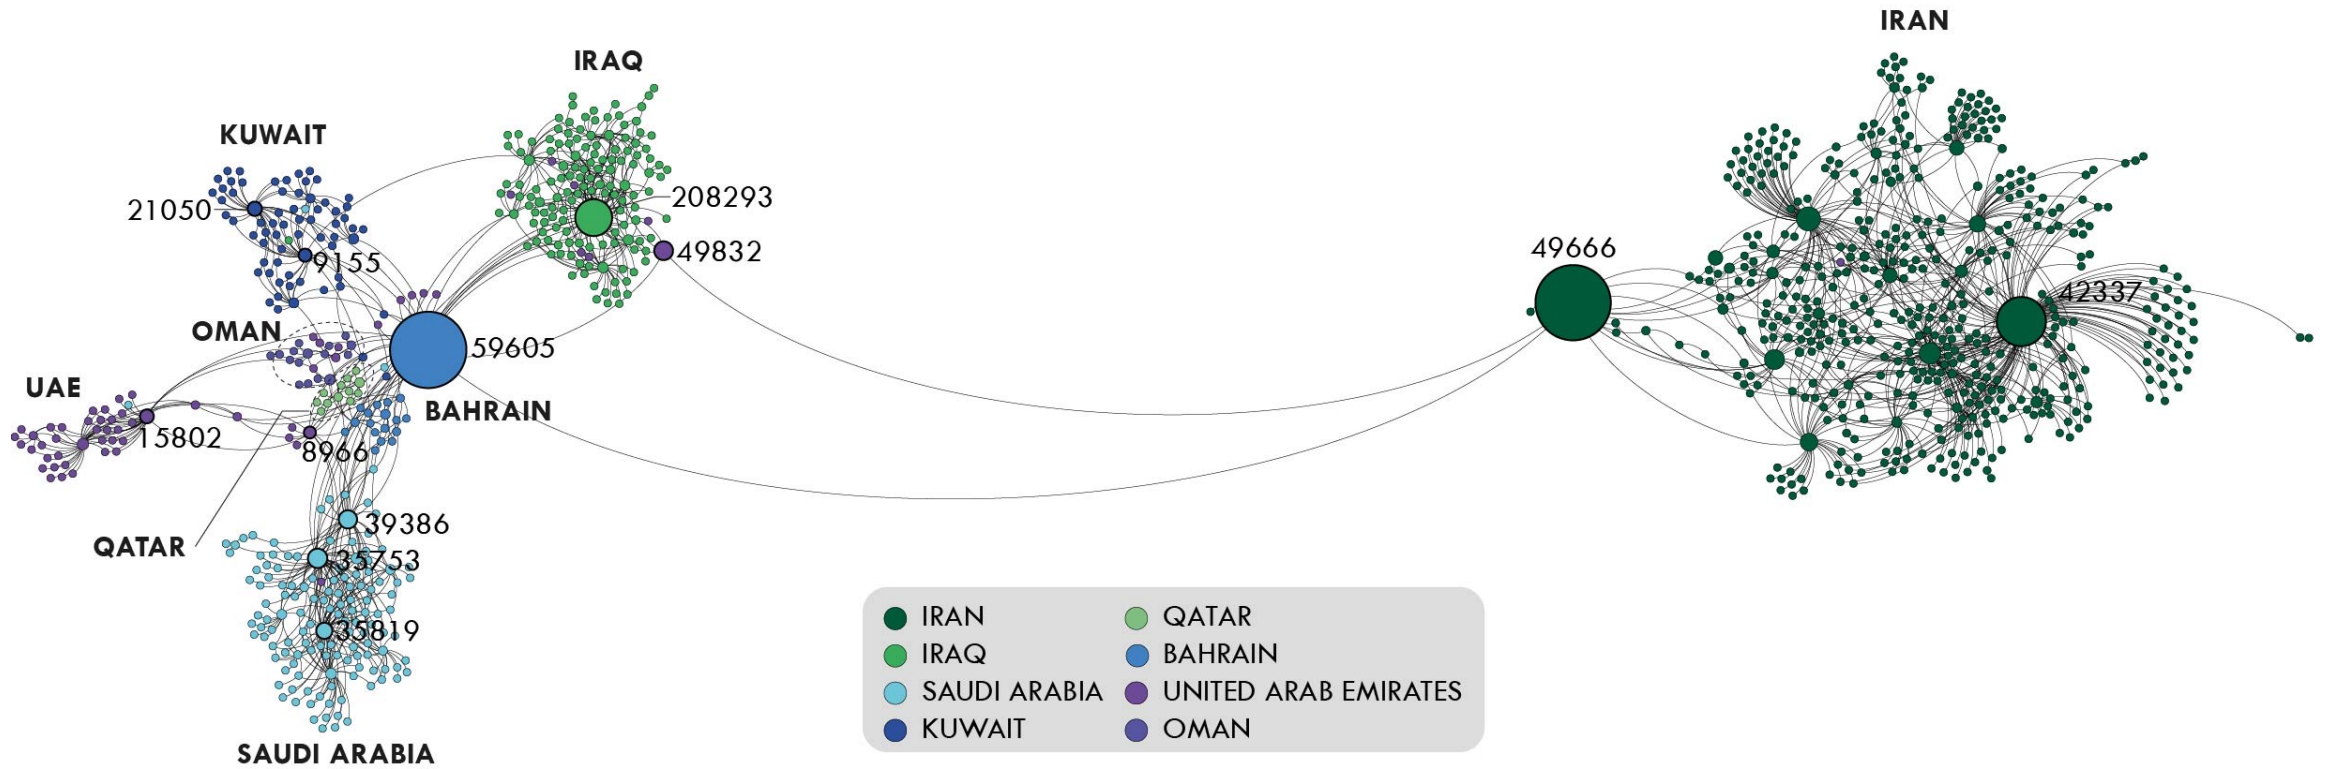 IRAN
IRAQ
KUWAIT
208293
21050
49666
49832
9155
42337
OMAN
59605
UAE
BAHRAIN
15802
8966
39386
QATAR
35753
IRAN
QATAR
35819
IRAQ
BAHRAIN
SAUDI ARABIA
UNITED ARAB EMIRATES
KUWAIT
OMAN
SAUDI ARABIA